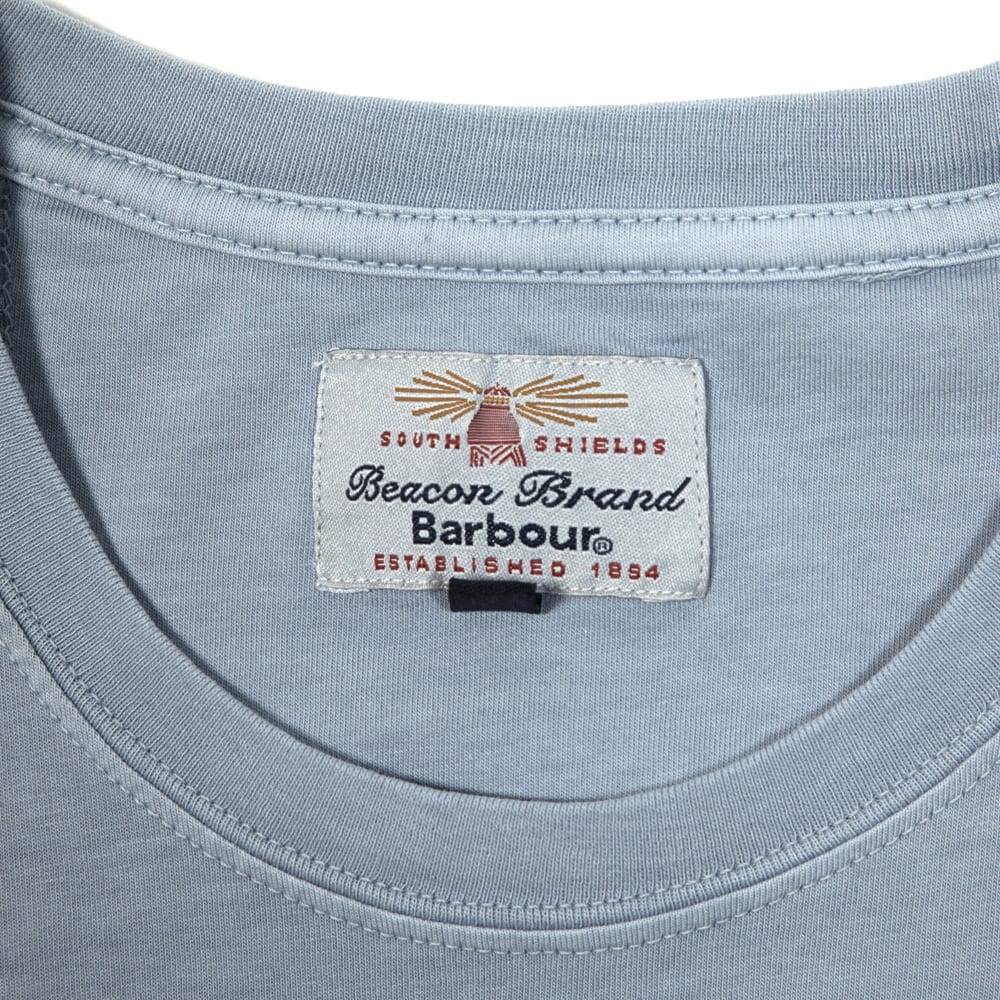 SOUTH SHIELDS
Beacon Brand
Barbour®
ESTABLISHED 1894